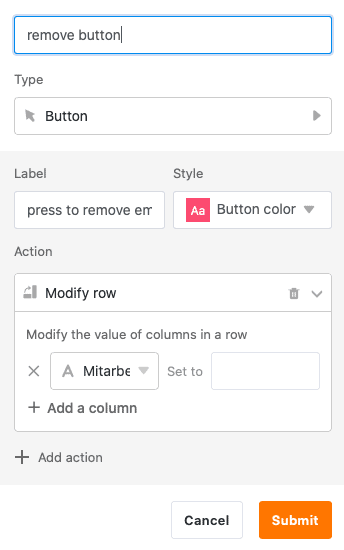 remove button
Type
Button
Label Style
press to remove em Aa Button color
Action
Modify row
Modify the value of columns in a row
A Mitarbe Set to
Add a column
Add action
Cancel Submit